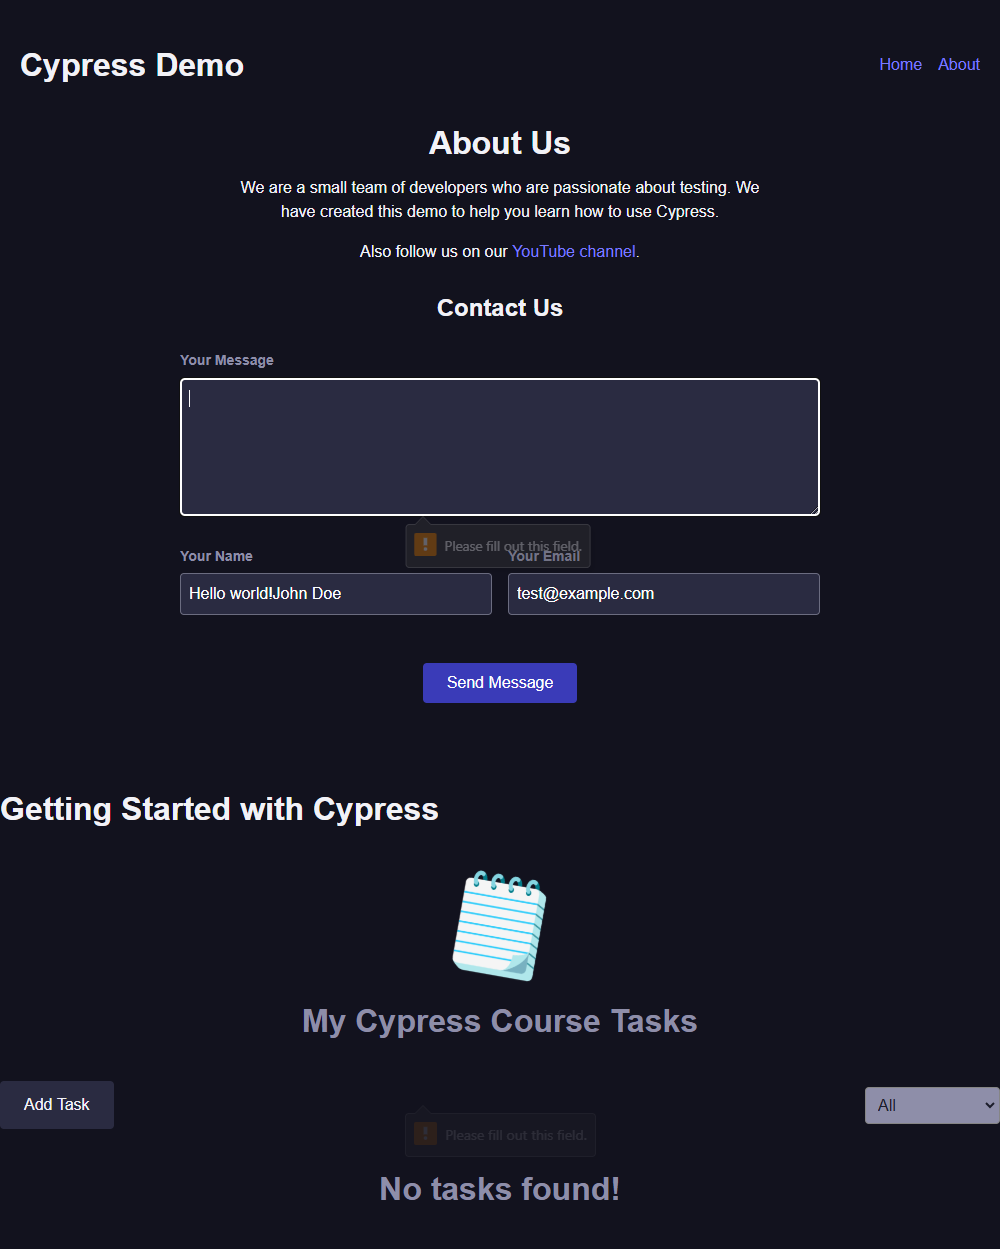 Cypress Demo
Home About
About Us
We are a small team of developers who are passionate about testing. We
have created this demo to help you learn how to use Cypress.
Also follow us on our YouTube channel.
Contact Us
Your Message
Please fill out this field.
Your Name Your Email
Hello world!John Doe test@example.com
Send Message
Getting Started with Cypress
My Cypress Course Tasks
Add Task All
Please fill out this field.
No tasks found!